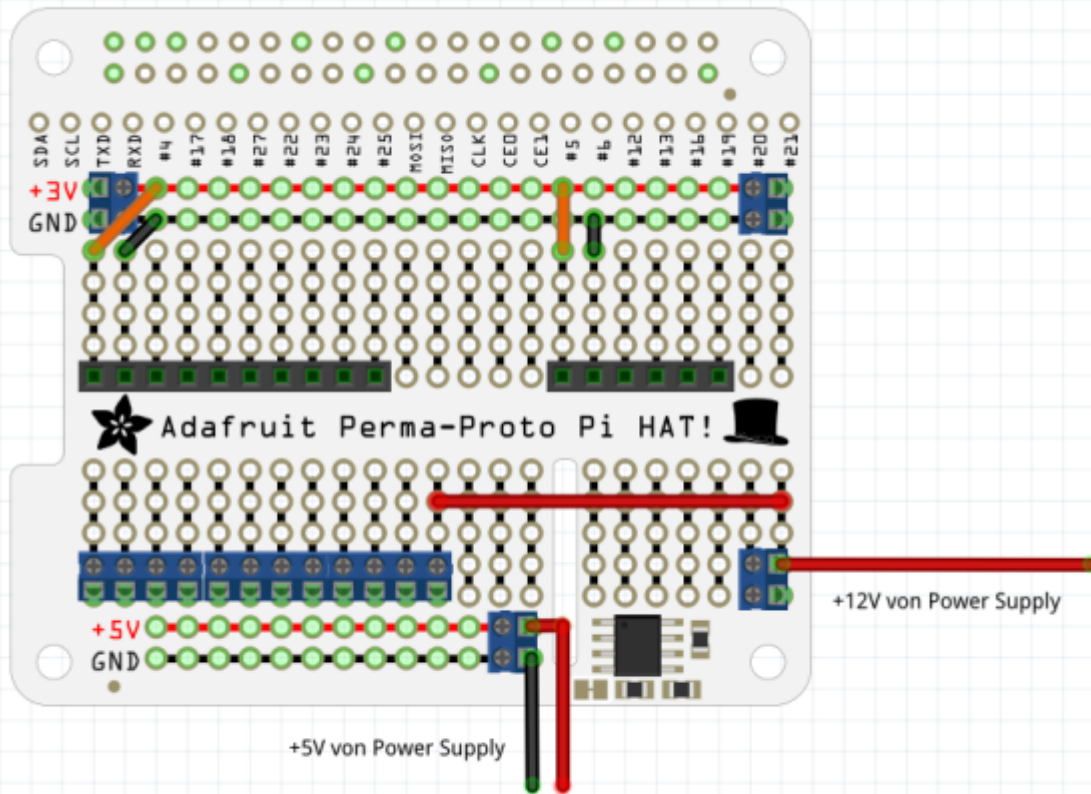 SDA SCL TXD RXD #4 #17 #18 #27 #22 #23 #24 #25 MOSI MISO CLK CE0 CE1 #5 #6 #12 #13 #16 #19 #20 #21
+3V
GND
Adafruit Perma-Proto Pi HAT!
+12V von Power Supply
+5V
GND
+5V von Power Supply